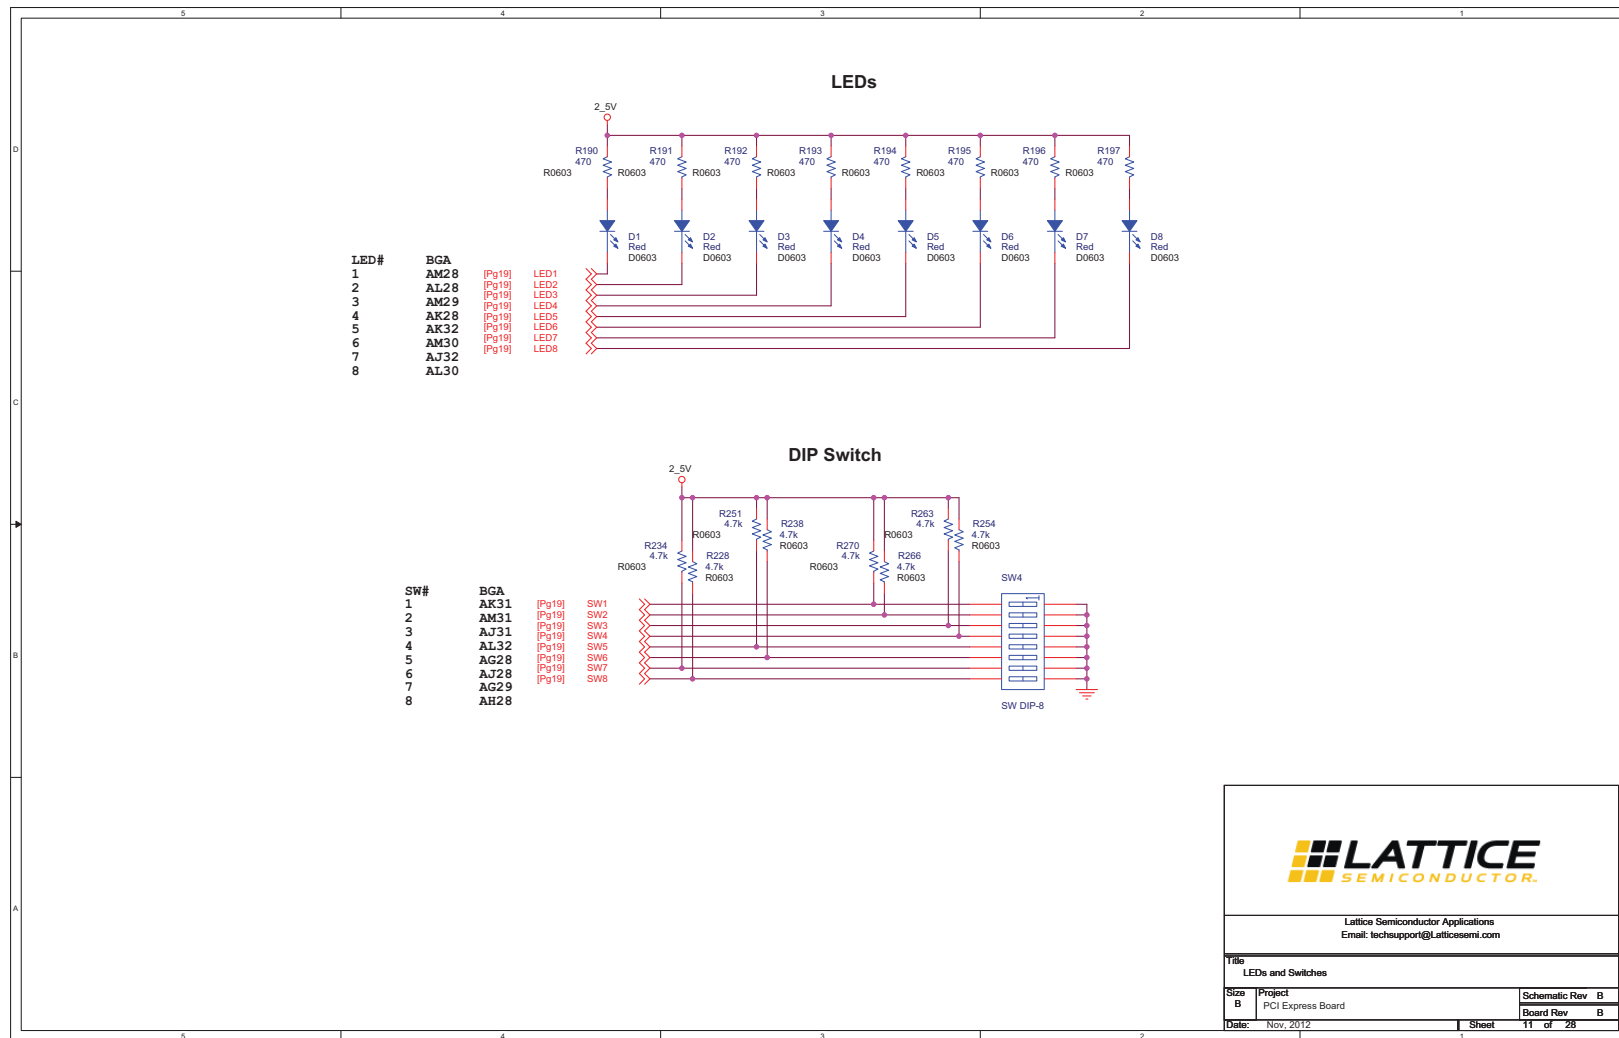 5 4 3 2 1
LEDs
2_5V
R190 R191 R192 R193 R194 R195 R196 R197
470 470 470 470 470 470 470 470
R0603 R0603 R0603 R0603 R0603 R0603 R0603 R0603
D1 D2 D3 D4 D5 D6 D7 D8
Red Red Red Red Red Red Red Red
D0603 D0603 D0603 D0603 D0603 D0603 D0603 D0603
LED# BGA
1 AM28 [Pg19] LED1
2 AL28 [Pg19] LED2
3 AM29 [Pg19] LED3
4 AK28 [Pg19] LED4
5 AK32 [Pg19] LED5
6 AM30 [Pg19] LED6
7 AJ32 [Pg19] LED7
8 AL30 [Pg19] LED8
DIP Switch
2_5V
R251 R238 R263 R254
4.7k 4.7k 4.7k 4.7k
R0603 R0603 R0603 R0603
R234 R228 R270 R266
4.7k 4.7k 4.7k 4.7k
R0603 R0603 R0603 R0603
SW4
SW# BGA
1 AK31 [Pg19] SW1
2 AM31 [Pg19] SW2
3 AJ31 [Pg19] SW3
4 AL32 [Pg19] SW4
5 AG28 [Pg19] SW5
6 AJ28 [Pg19] SW6
7 AG29 [Pg19] SW7
8 AH28 [Pg19] SW8
SW DIP-8
D
C
B
A
LATTICE
SEMICONDUCTOR
Lattice Semiconductor Applications
Email: techsupport@Latticesemi.com
Title
LEDs and Switches
Size Project Schematic Rev B
B PCI Express Board Board Rev B
Date: Nov, 2012 Sheet 11 of 28
5 4 3 2 1